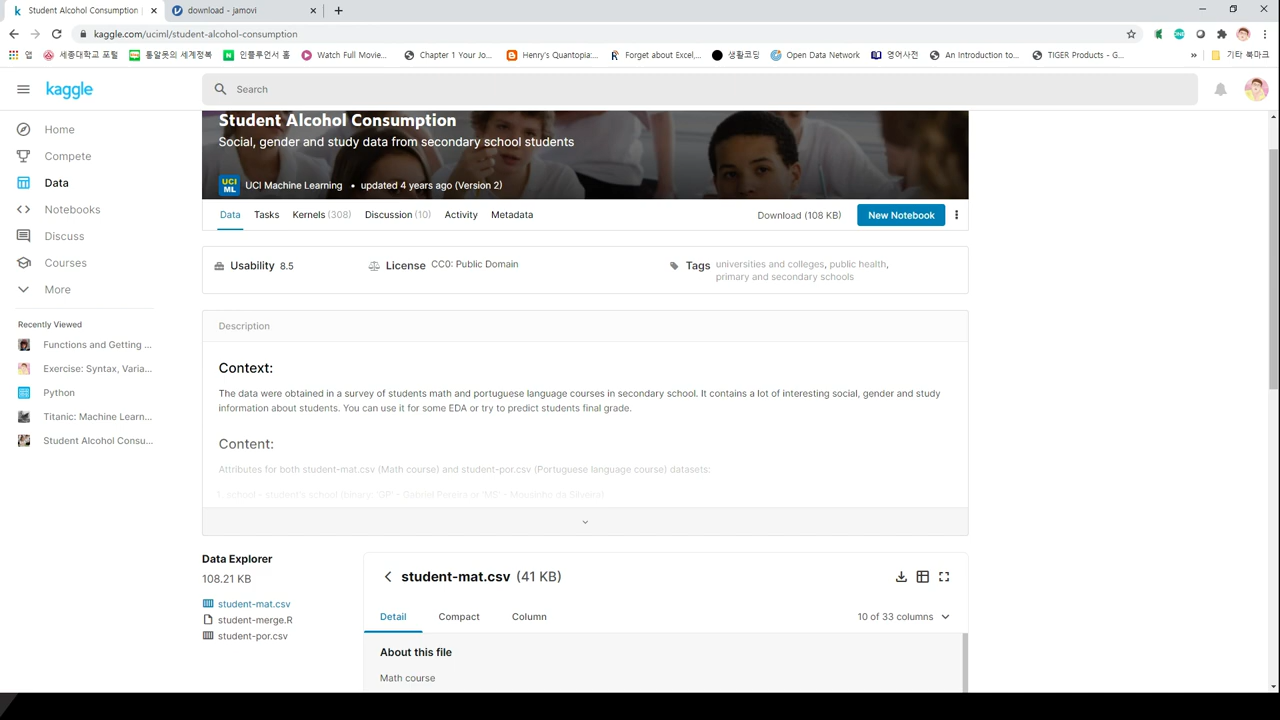 Student Alcohol Consumption
download - jamovi
kaggle.com/uciml/student-alcohol-consumption
앱
세종대학교 포털
통알못의 세계정복
인플루언서 홈
Watch Full Movie...
Chapter 1 Your Jo...
Henry's Quantopia:...
Forget about Excel,...
생활코딩
Open Data Network
영어사전
An Introduction to...
TIGER Products - G...
»
기타 북마크
kaggle
Search
Home
Compete
Data
Notebooks
Discuss
Courses
More
Recently Viewed
Functions and Getting ...
Exercise: Syntax, Varia...
Python
Titanic: Machine Learn...
Student Alcohol Consu...
Student Alcohol Consumption
Social, gender and study data from secondary school students
UCI
ML
UCI Machine Learning • updated 4 years ago (Version 2)
Data Tasks Kernels (308) Discussion (10) Activity Metadata Download (108 KB) New Notebook
Usability 8.5
License CC0: Public Domain
Tags universities and colleges, public health,
primary and secondary schools
Description
Context:
The data were obtained in a survey of students math and portuguese language courses in secondary school. It contains a lot of interesting social, gender and study
information about students. You can use it for some EDA or try to predict students final grade.
Content:
Attributes for both student-mat.csv (Math course) and student-por.csv (Portuguese language course) datasets:
1. school - student's school (binary: 'GP' - Gabriel Pereira or 'MS' - Mousinho da Silveira)
Data Explorer
108.21 KB
student-mat.csv
student-merge.R
student-por.csv
student-mat.csv (41 KB)
Detail Compact Column 10 of 33 columns
About this file
Math course